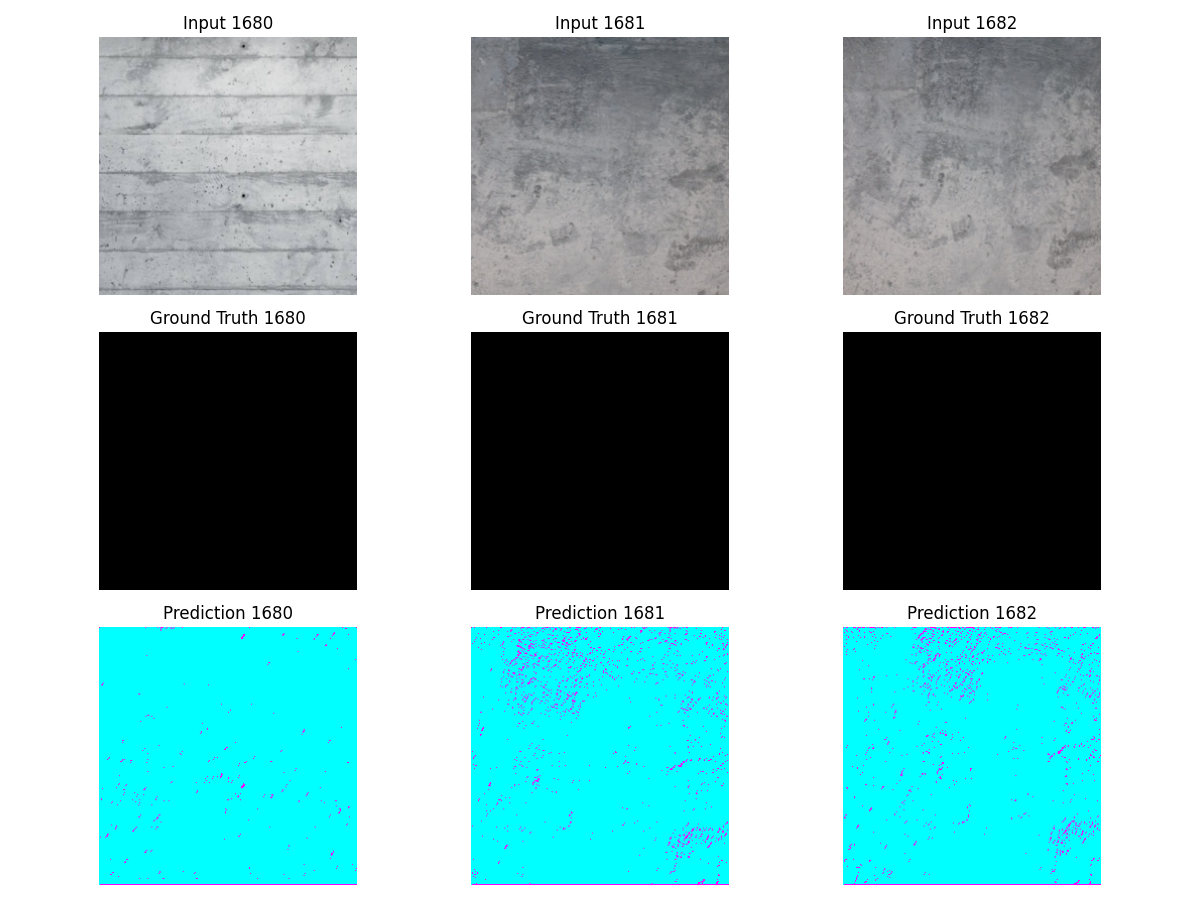 Input 1680
Input 1681
Input 1682
Ground Truth 1680
Ground Truth 1681
Ground Truth 1682
Prediction 1680
Prediction 1681
Prediction 1682